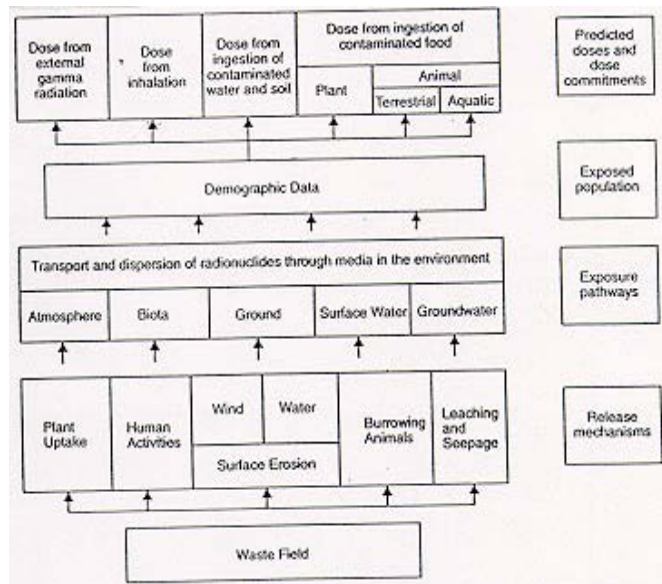 Dose from
external
gamma
radiation
Dose
from
inhalation
Dose from
ingestion of
contaminated
water and soil
Dose from ingestion of
contaminated food
Plant
Animal
Terrestrial
Aquatic
Predicted
doses and
dose
commitments
Demographic Data
Exposed
population
Transport and dispersion of radionuclides through media in the environment
Atmosphere
Biota
Ground
Surface Water
Groundwater
Exposure
pathways
Plant
Uptake
Human
Activities
Wind
Water
Surface Erosion
Burrowing
Animals
Leaching
and
Seepage
Release
mechanisms
Waste Field